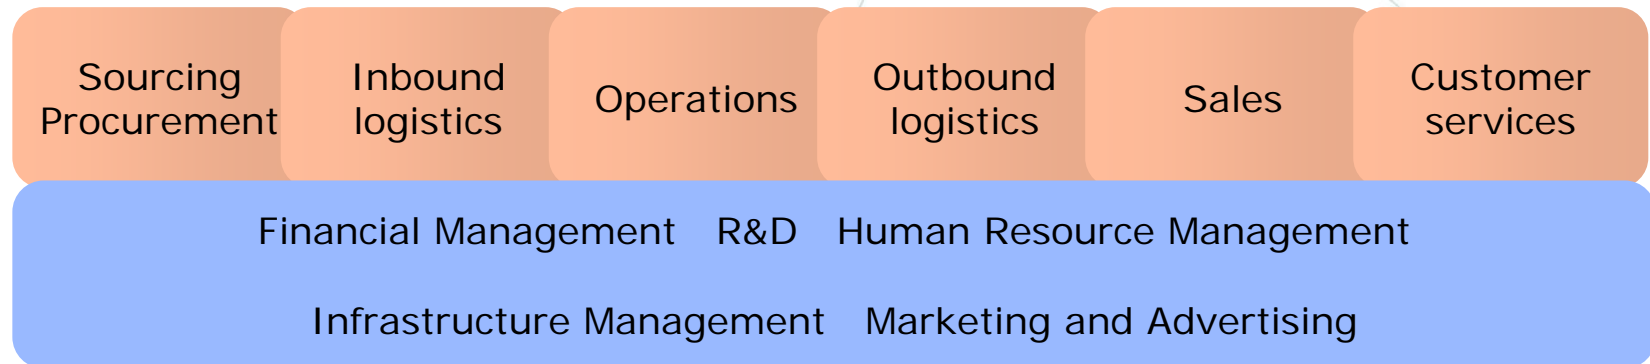 Sourcing
Procurement
Inbound
logistics
Operations
Outbound
logistics
Sales
Customer
services
Financial Management R&D Human Resource Management
Infrastructure Management Marketing and Advertising